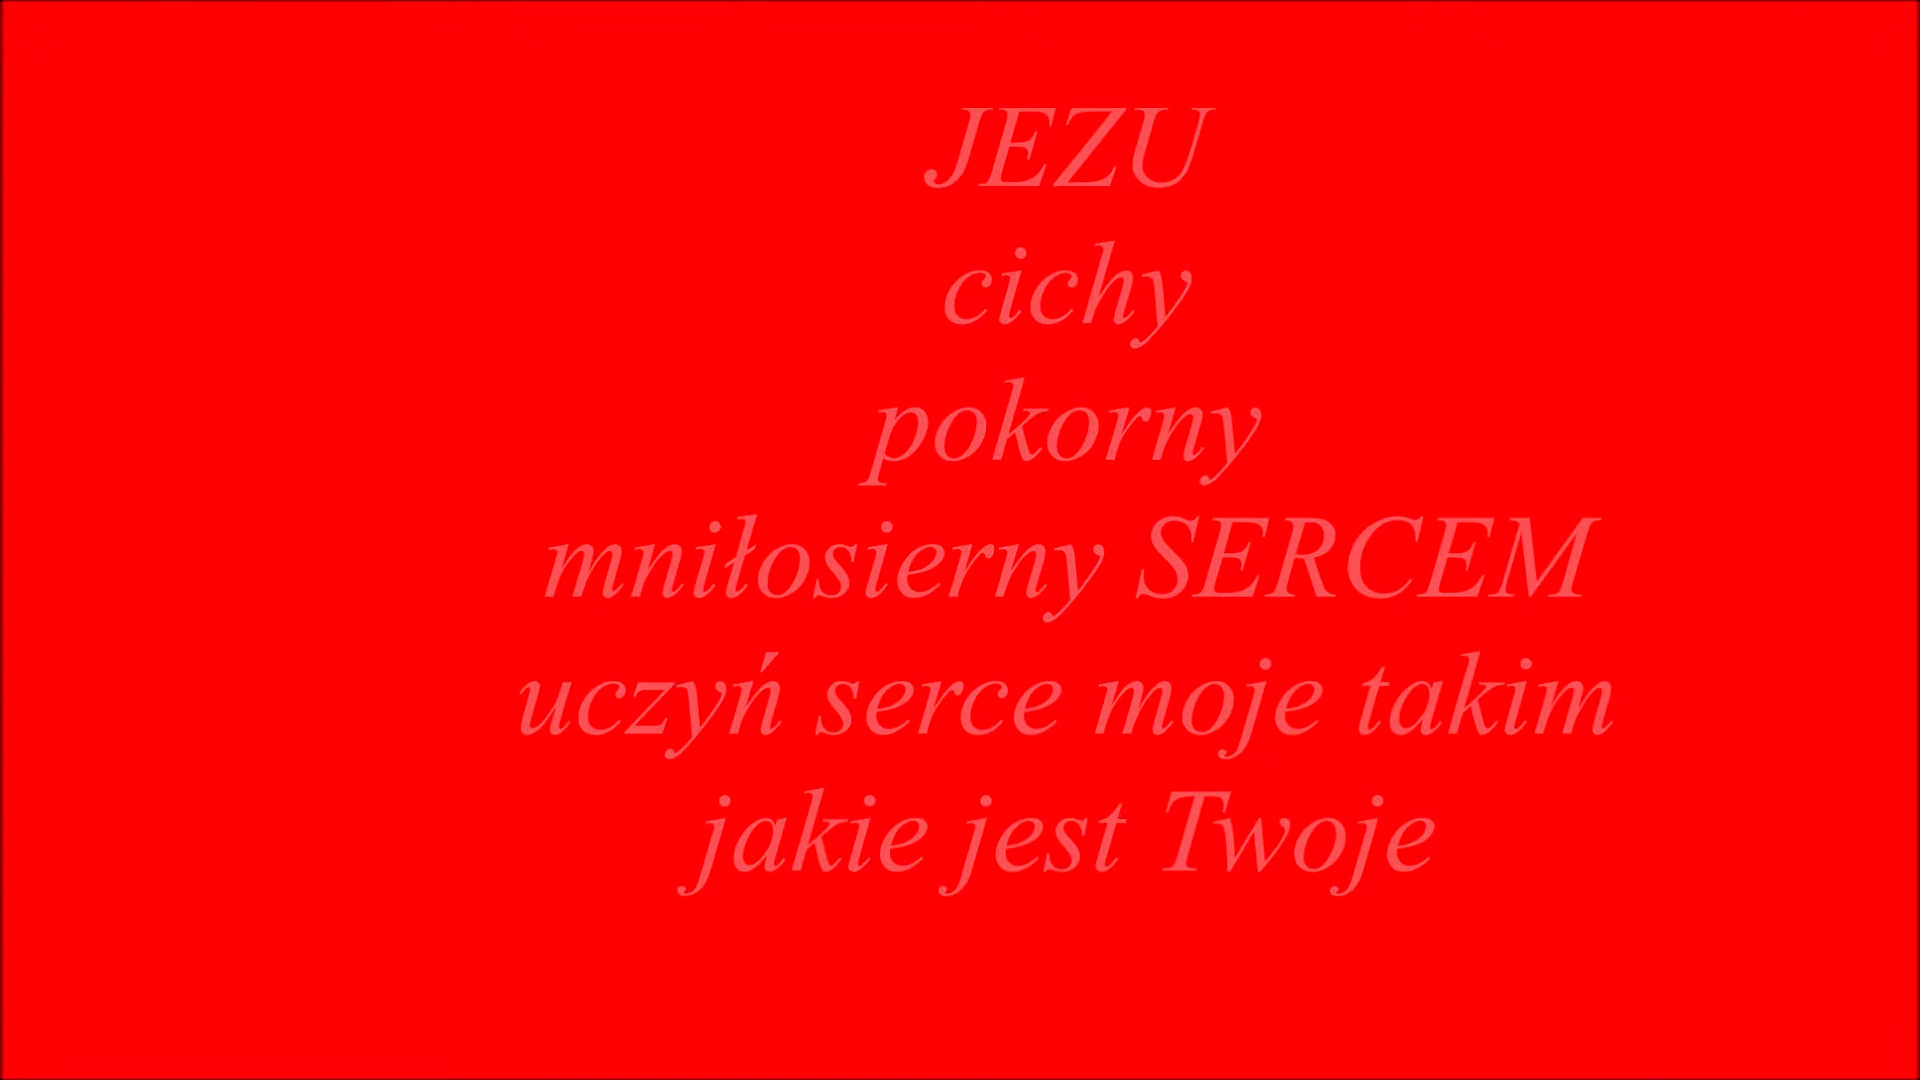 JEZU
cichy
pokorny
mniłosierny SERCEM
uczyń serce moje takim
jakie jest Twoje